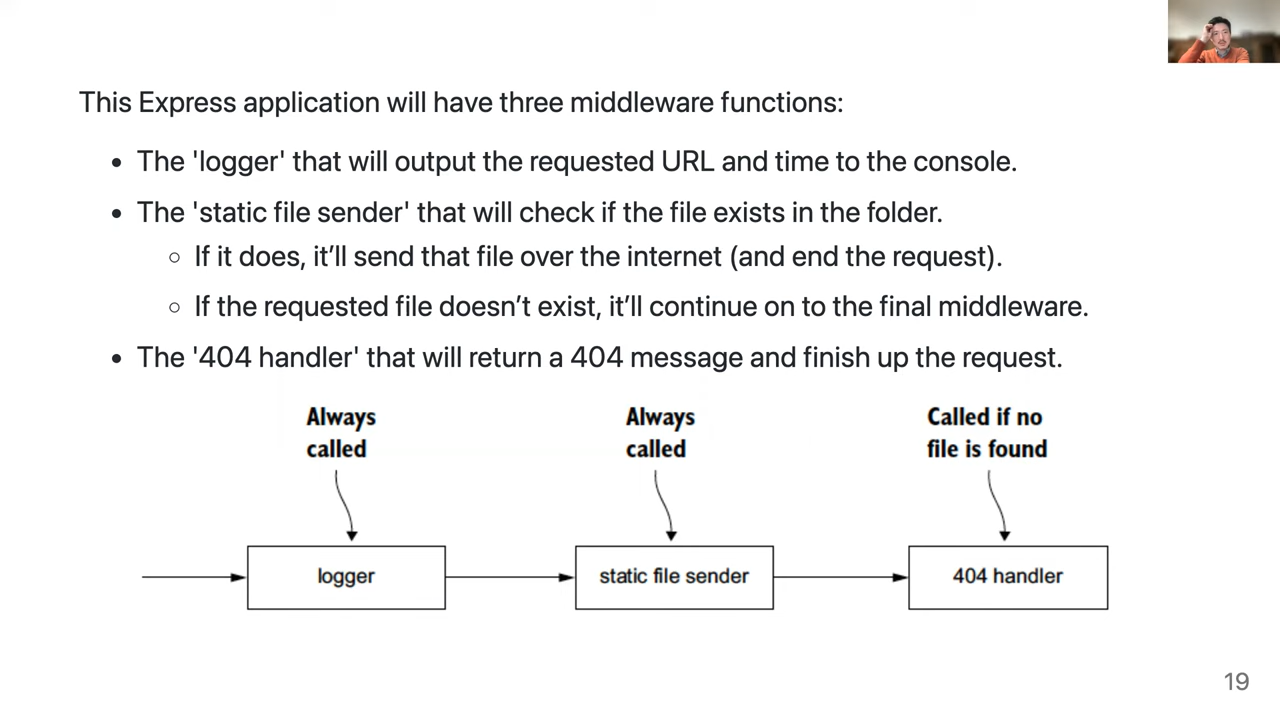 This Express application will have three middleware functions:
• The 'logger' that will output the requested URL and time to the console.
• The 'static file sender' that will check if the file exists in the folder.
◦ If it does, it’ll send that file over the internet (and end the request).
◦ If the requested file doesn’t exist, it’ll continue on to the final middleware.
• The '404 handler' that will return a 404 message and finish up the request.
Always
called
Always
called
Called if no
file is found
logger
static file sender
404 handler
19